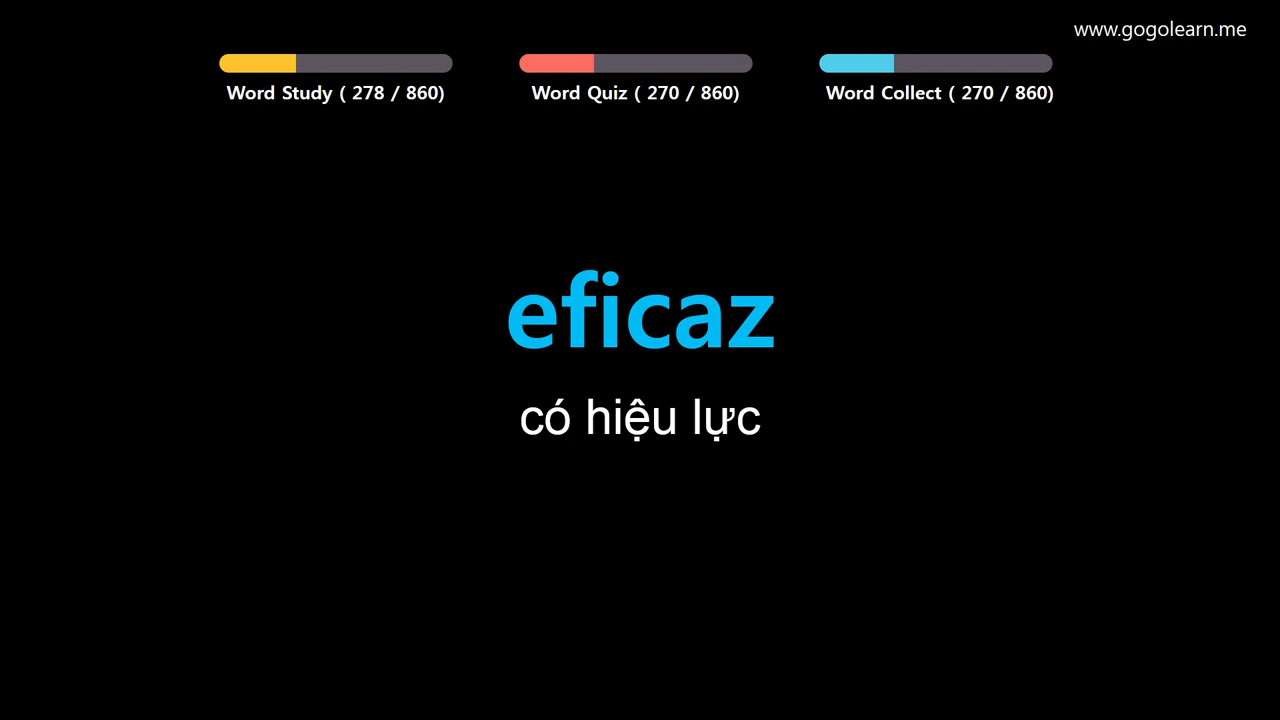 www.gogolearn.me
Word Study ( 278 / 860)
Word Quiz ( 270 / 860)
Word Collect ( 270 / 860)
eficaz
có hiệu lực